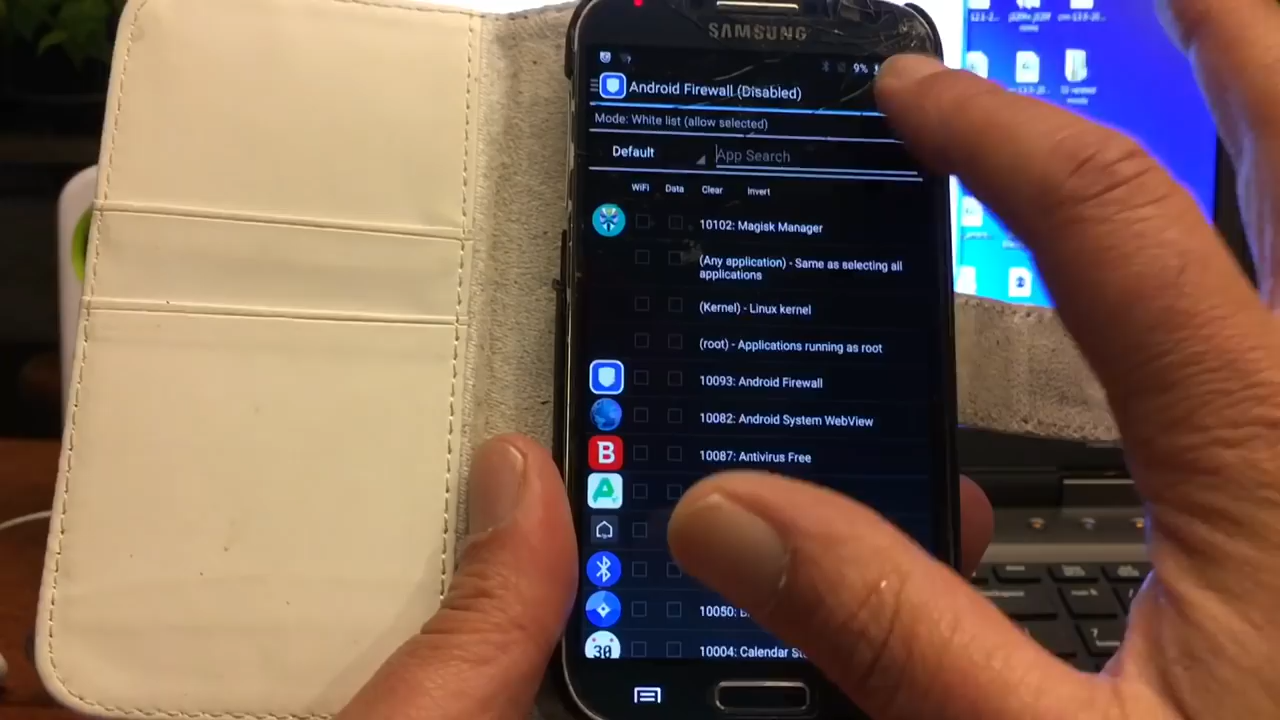 SAMSUNG
9%
Android Firewall (Disabled)
Mode: White list (allow selected)
Default
App Search
WiFi Data Clear Invert
10102: Magisk Manager
(Any application) - Same as selecting all
applications
(Kernel) - Linux kernel
(root) - Applications running as root
10093: Android Firewall
10082: Android System WebView
B
10087: Antivirus Free
10050:
30
10004: Calendar